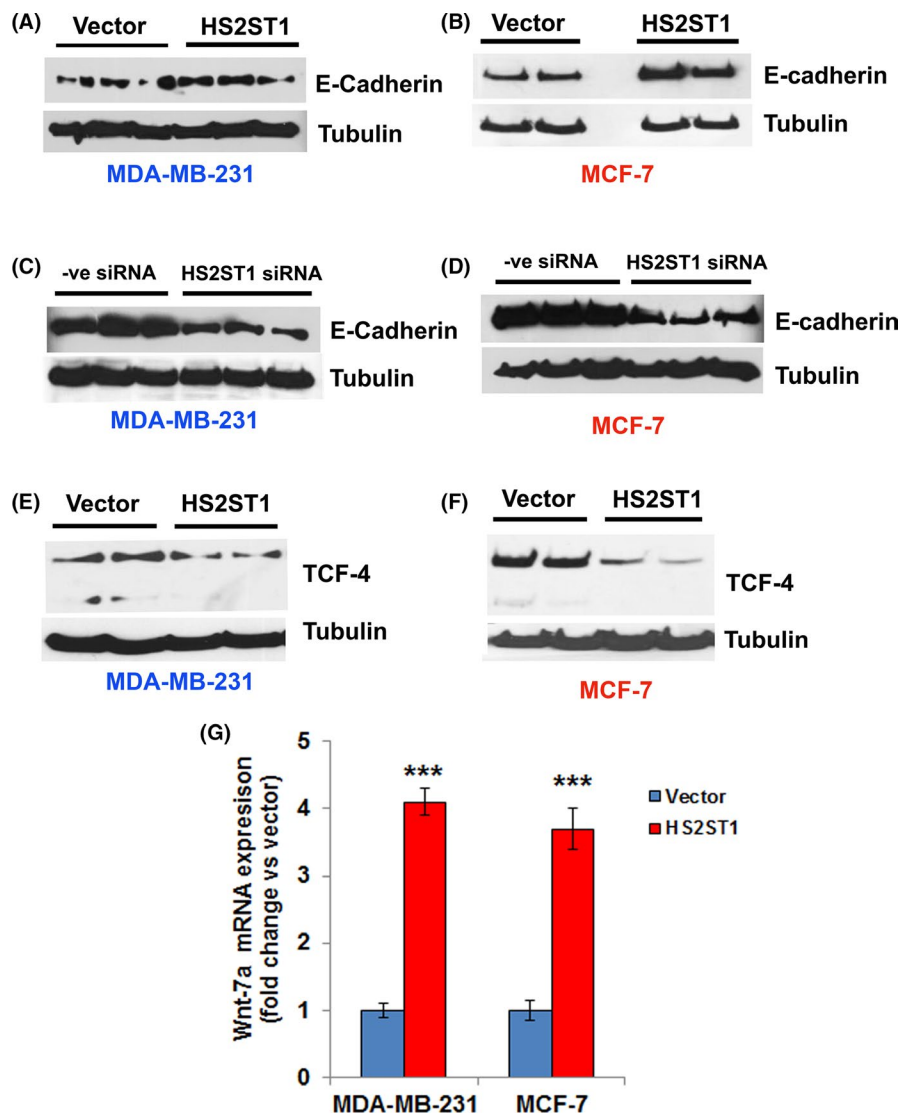 (A)
Vector HS2ST1
E-Cadherin
Tubulin
MDA-MB-231
(B)
Vector HS2ST1
E-cadherin
Tubulin
MCF-7
(C)
-ve siRNA HS2ST1 siRNA
E-Cadherin
Tubulin
MDA-MB-231
(D)
-ve siRNA HS2ST1 siRNA
E-cadherin
Tubulin
MCF-7
(E)
Vector HS2ST1
TCF-4
Tubulin
MDA-MB-231
(F)
Vector HS2ST1
TCF-4
Tubulin
MCF-7
(G)
Wnt-7a mRNA expresison
(fold change vs vector)
5
4
3
2
1
0
***
***
Vector
HS2ST1
MDA-MB-231 MCF-7